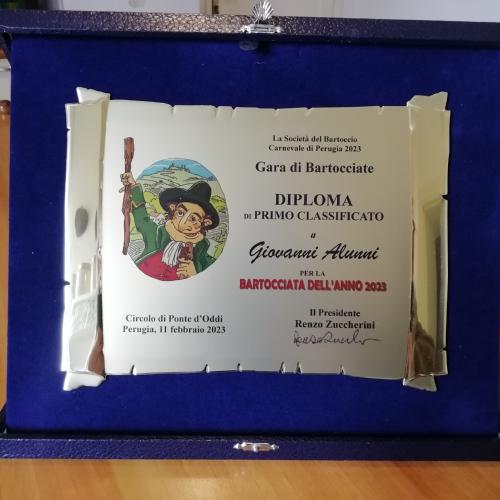 La Società del Bartoccio
Carnevale di Perugia 2023
Gara di Bartocciate
DIPLOMA
DI PRIMO CLASSIFICATO
a
Giovanni Alunni
PER LA
BARTOCCIATA DELL'ANNO 2023
Circolo di Ponte d'Oddi
Perugia, 11 febbraio 2023
Il Presidente
Renzo Zuccherini